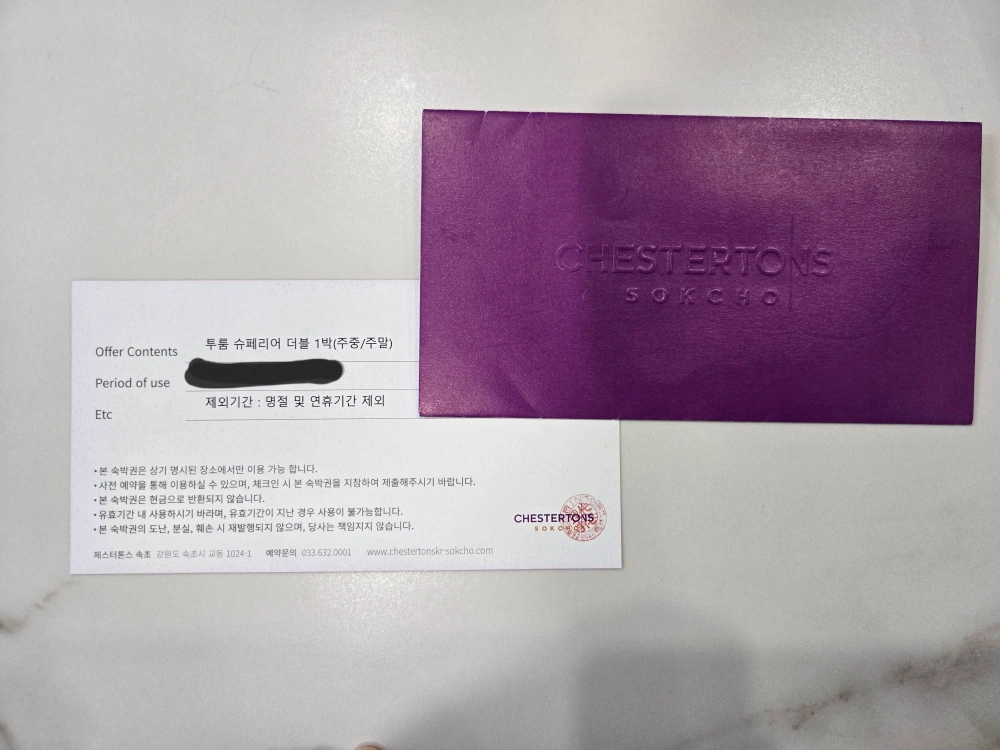 CHESTERTONS
SOKCHO
Offer Contents 투룸 슈페리어 더블 1박(주중/주말)
Period of use
Etc 제외기간 : 명절 및 연휴기간 제외
• 본 숙박권은 상기 명시된 장소에서만 이용 가능 합니다.
• 사전 예약을 통해 이용하실 수 있으며, 체크인 시 본 숙박권을 지참하여 제출해주시기 바랍니다.
• 본 숙박권은 현금으로 반환되지 않습니다.
• 유효기간 내 사용하시기 바라며, 유효기간이 지난 경우 사용이 불가능합니다.
• 본 숙박권의 도난, 분실, 훼손 시 재발행되지 않으며, 당사는 책임지지 않습니다.
CHESTERTONS
SOKCHO
체스터톤스 속초 강원도 속초시 교동 1024-1 예약문의 033.632.0001 www.chestertonskr-sokcho.com